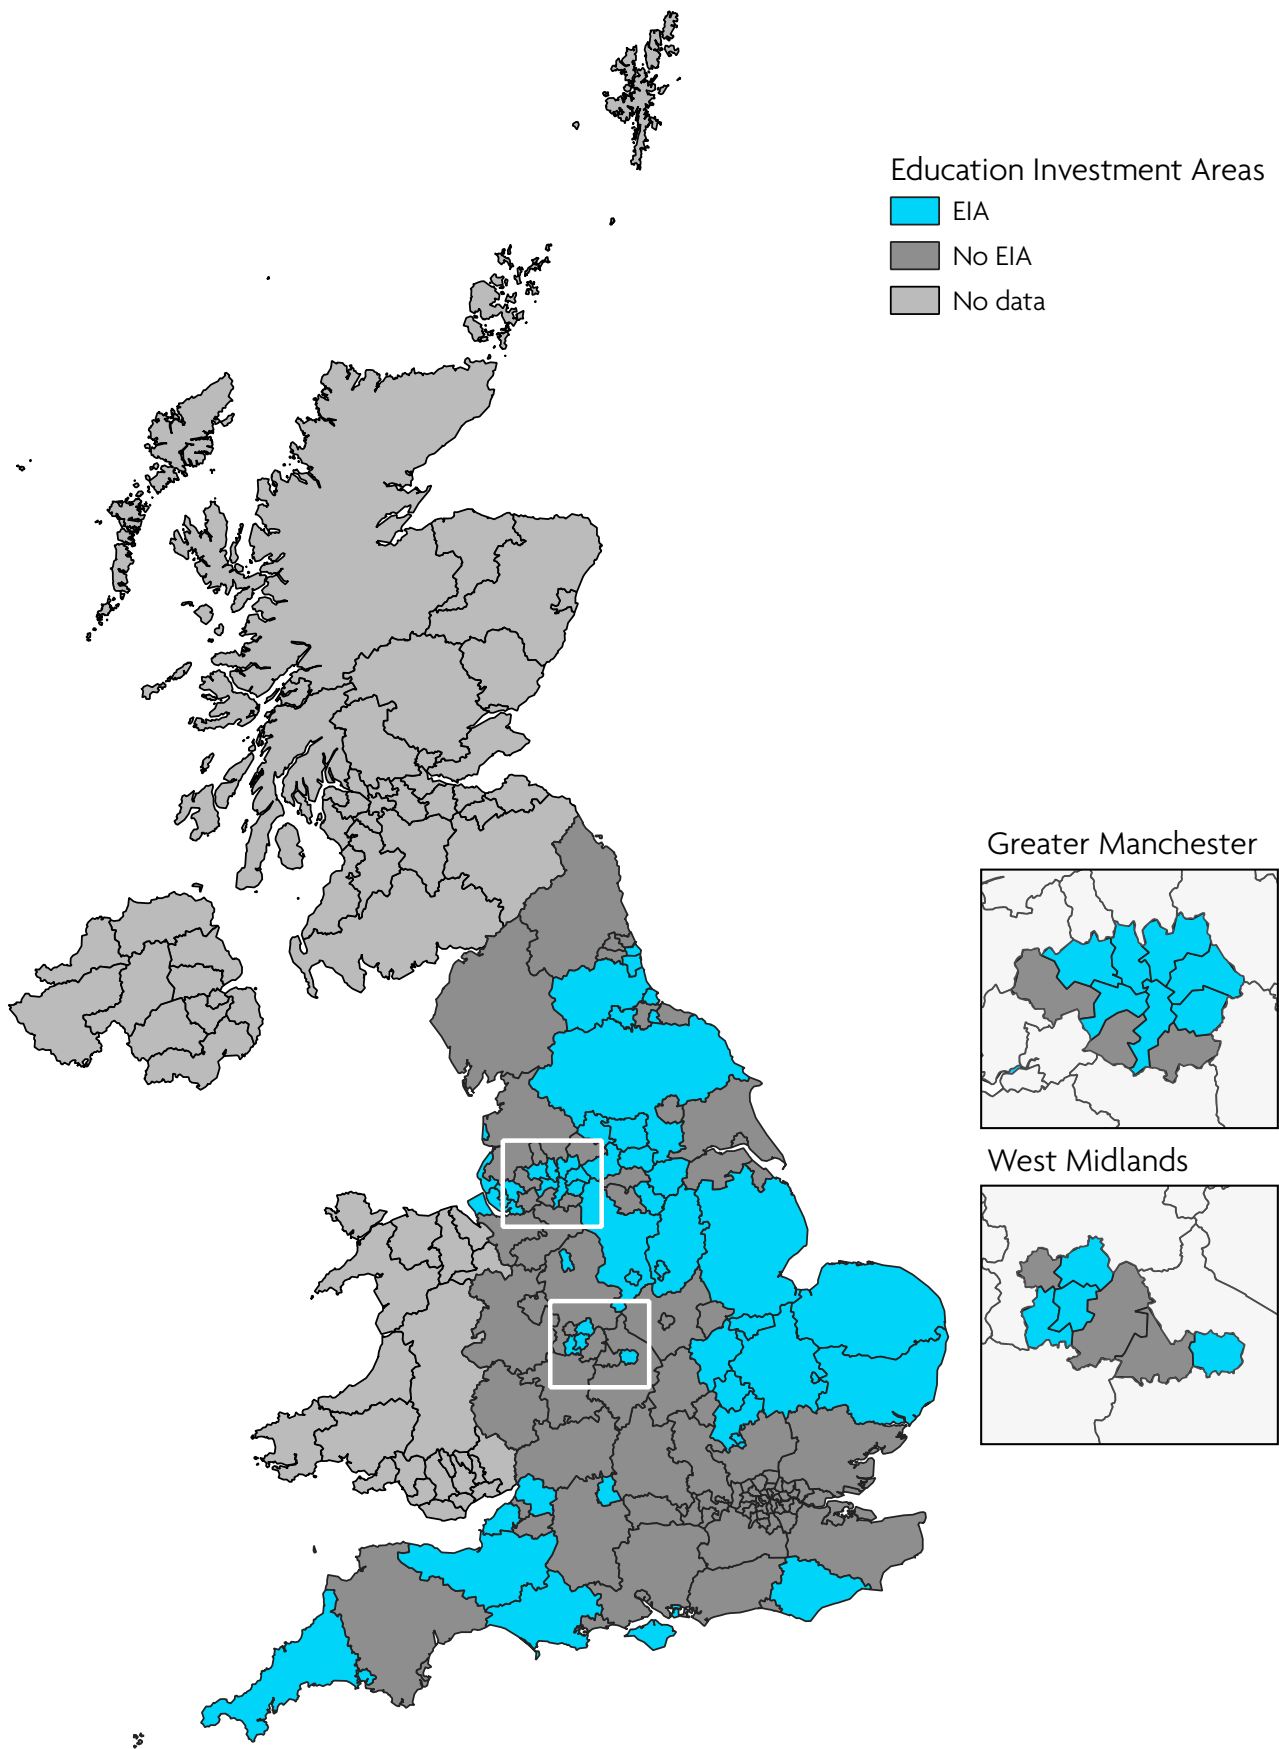 Education Investment Areas
EIA
No EIA
No data
Greater Manchester
West Midlands